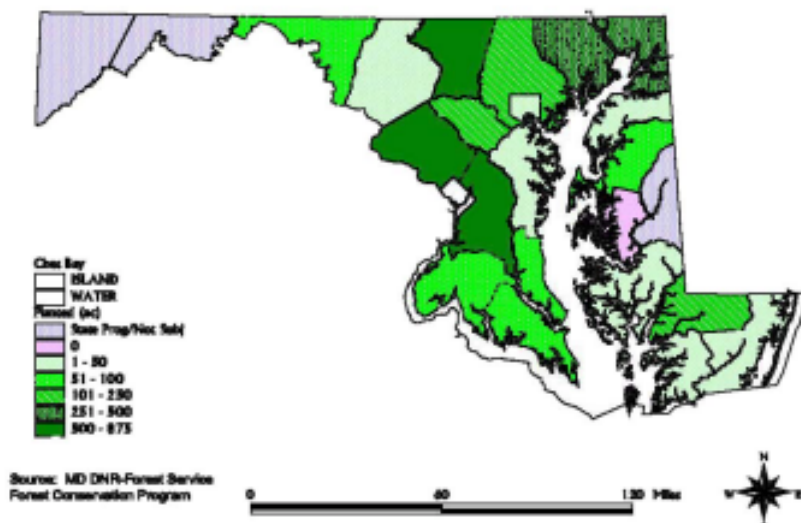 Ches Bay
ISLAND
WATER
Planted (ac)
State Prog/Not Subj
0
1 - 50
51 - 100
101 - 250
251 - 500
500 - 875
Source: MD DNR-Forest Service
Forest Conservation Program
0 60 120 Miles
N
W E
S